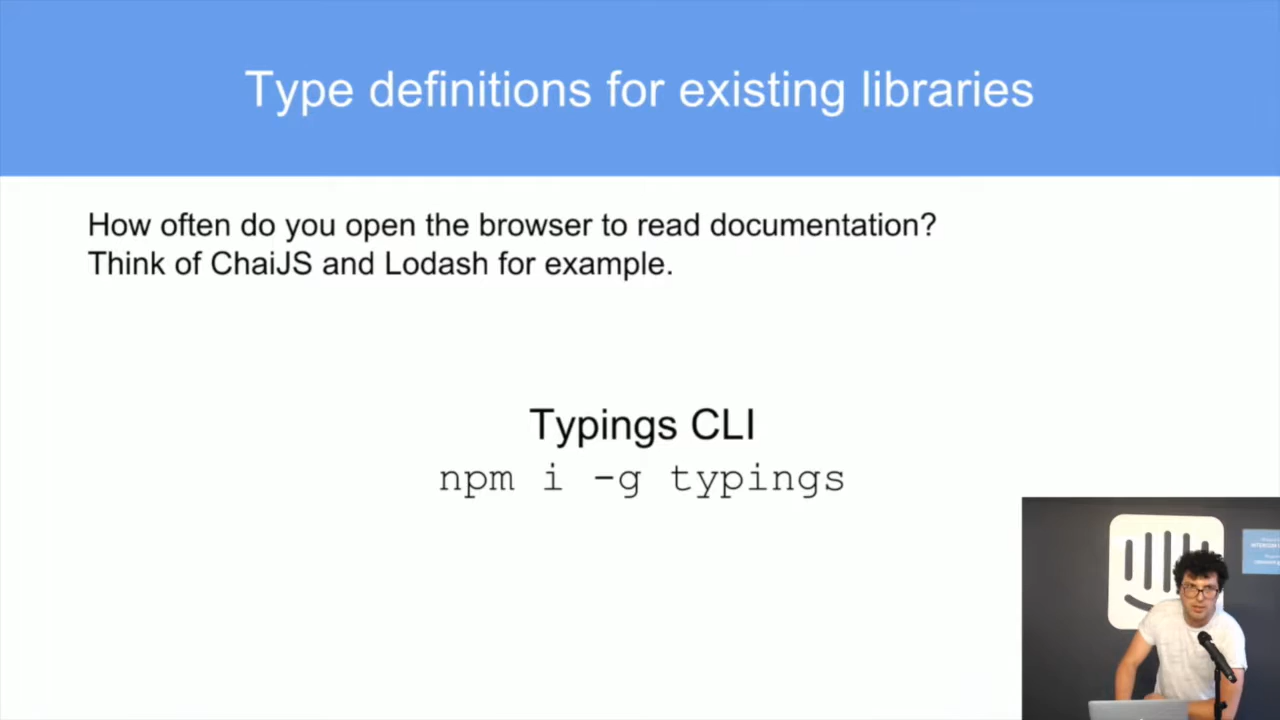 Type definitions for existing libraries
How often do you open the browser to read documentation?
Think of ChaiJS and Lodash for example.
Typings CLI
npm i -g typings